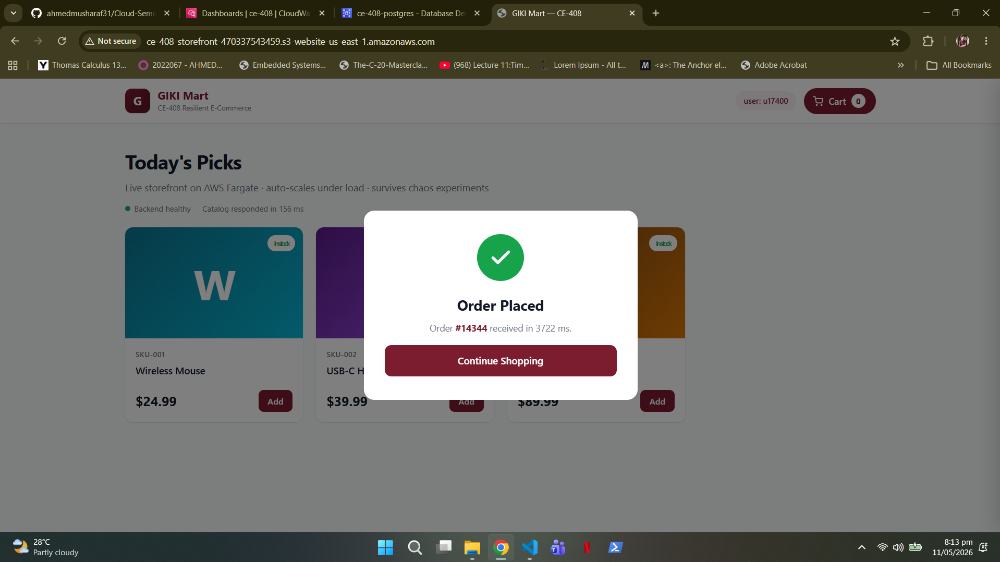 ahmedmusharaf31/Cloud-Seme
Dashboards | ce-408 | CloudWa
ce-408-postgres - Database De
GIKI Mart — CE-408
Not secure
ce-408-storefront-470337543459.s3-website-us-east-1.amazonaws.com
Thomas Calculus 13...
2022067 - AHMED...
Embedded Systems...
The-C-20-Mastercla...
(968) Lecture 11:Tim...
Lorem Ipsum - All t...
<a>: The Anchor el...
Adobe Acrobat
All Bookmarks
G
GIKI Mart
CE-408 Resilient E-Commerce
user: u17400
Cart 0
Today's Picks
Live storefront on AWS Fargate · auto-scales under load · survives chaos experiments
Backend healthy
Catalog responded in 156 ms
In stock
W
In stock
Order Placed
Order #14344 received in 3722 ms.
Continue Shopping
SKU-001
Wireless Mouse
$24.99
Add
SKU-002
USB-C H
$39.99
Add
$89.99
Add
28°C
Partly cloudy
8:13 pm
11/05/2026